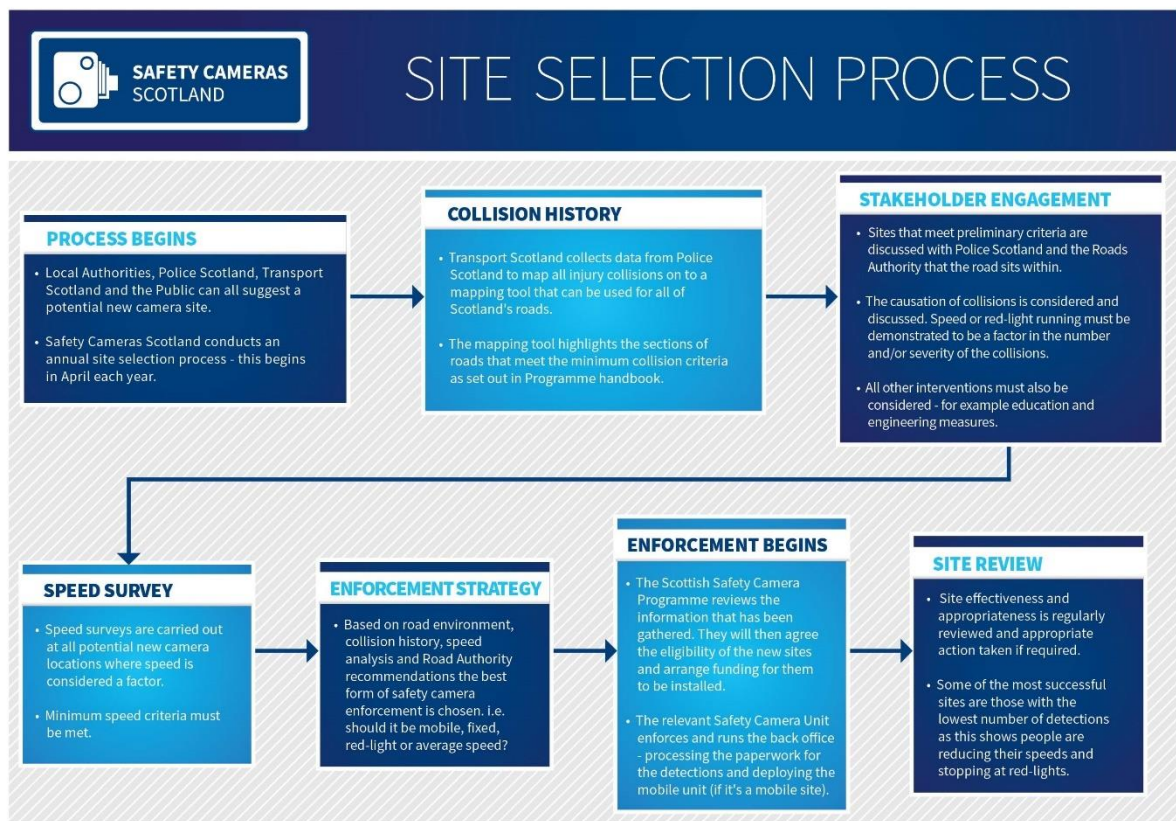 SAFETY CAMERAS
SCOTLAND
SITE SELECTION PROCESS
PROCESS BEGINS
• Local Authorities, Police Scotland, Transport
Scotland and the Public can all suggest a
potential new camera site.
• Safety Cameras Scotland conducts an
annual site selection process - this begins
in April each year.
COLLISION HISTORY
• Transport Scotland collects data from Police
Scotland to map all injury collisions on to a
mapping tool that can be used for all of
Scotland's roads.
• The mapping tool highlights the sections of
roads that meet the minimum collision criteria
as set out in Programme handbook.
STAKEHOLDER ENGAGEMENT
• Sites that meet preliminary criteria are
discussed with Police Scotland and the Roads
Authority that the road sits within.
• The causation of collisions is considered and
discussed. Speed or red-light running must be
demonstrated to be a factor in the number
and/or severity of the collisions.
• All other interventions must also be
considered - for example education and
engineering measures.
SPEED SURVEY
• Speed surveys are carried out
at all potential new camera
locations where speed is
considered a factor.
• Minimum speed criteria must
be met.
ENFORCEMENT STRATEGY
• Based on road environment,
collision history, speed
analysis and Road Authority
recommendations the best
form of safety camera
enforcement is chosen. i.e.
should it be mobile, fixed,
red-light or average speed?
ENFORCEMENT BEGINS
• The Scottish Safety Camera
Programme reviews the
information that has been
gathered. They will then agree
the eligibility of the new sites
and arrange funding for them
to be installed.
• The relevant Safety Camera Unit
enforces and runs the back office
- processing the paperwork for
the detections and deploying the
mobile unit (if it's a mobile site).
SITE REVIEW
• Site effectiveness and
appropriateness is regularly
reviewed and appropriate
action taken if required.
• Some of the most successful
sites are those with the
lowest number of detections
as this shows people are
reducing their speeds and
stopping at red-lights.